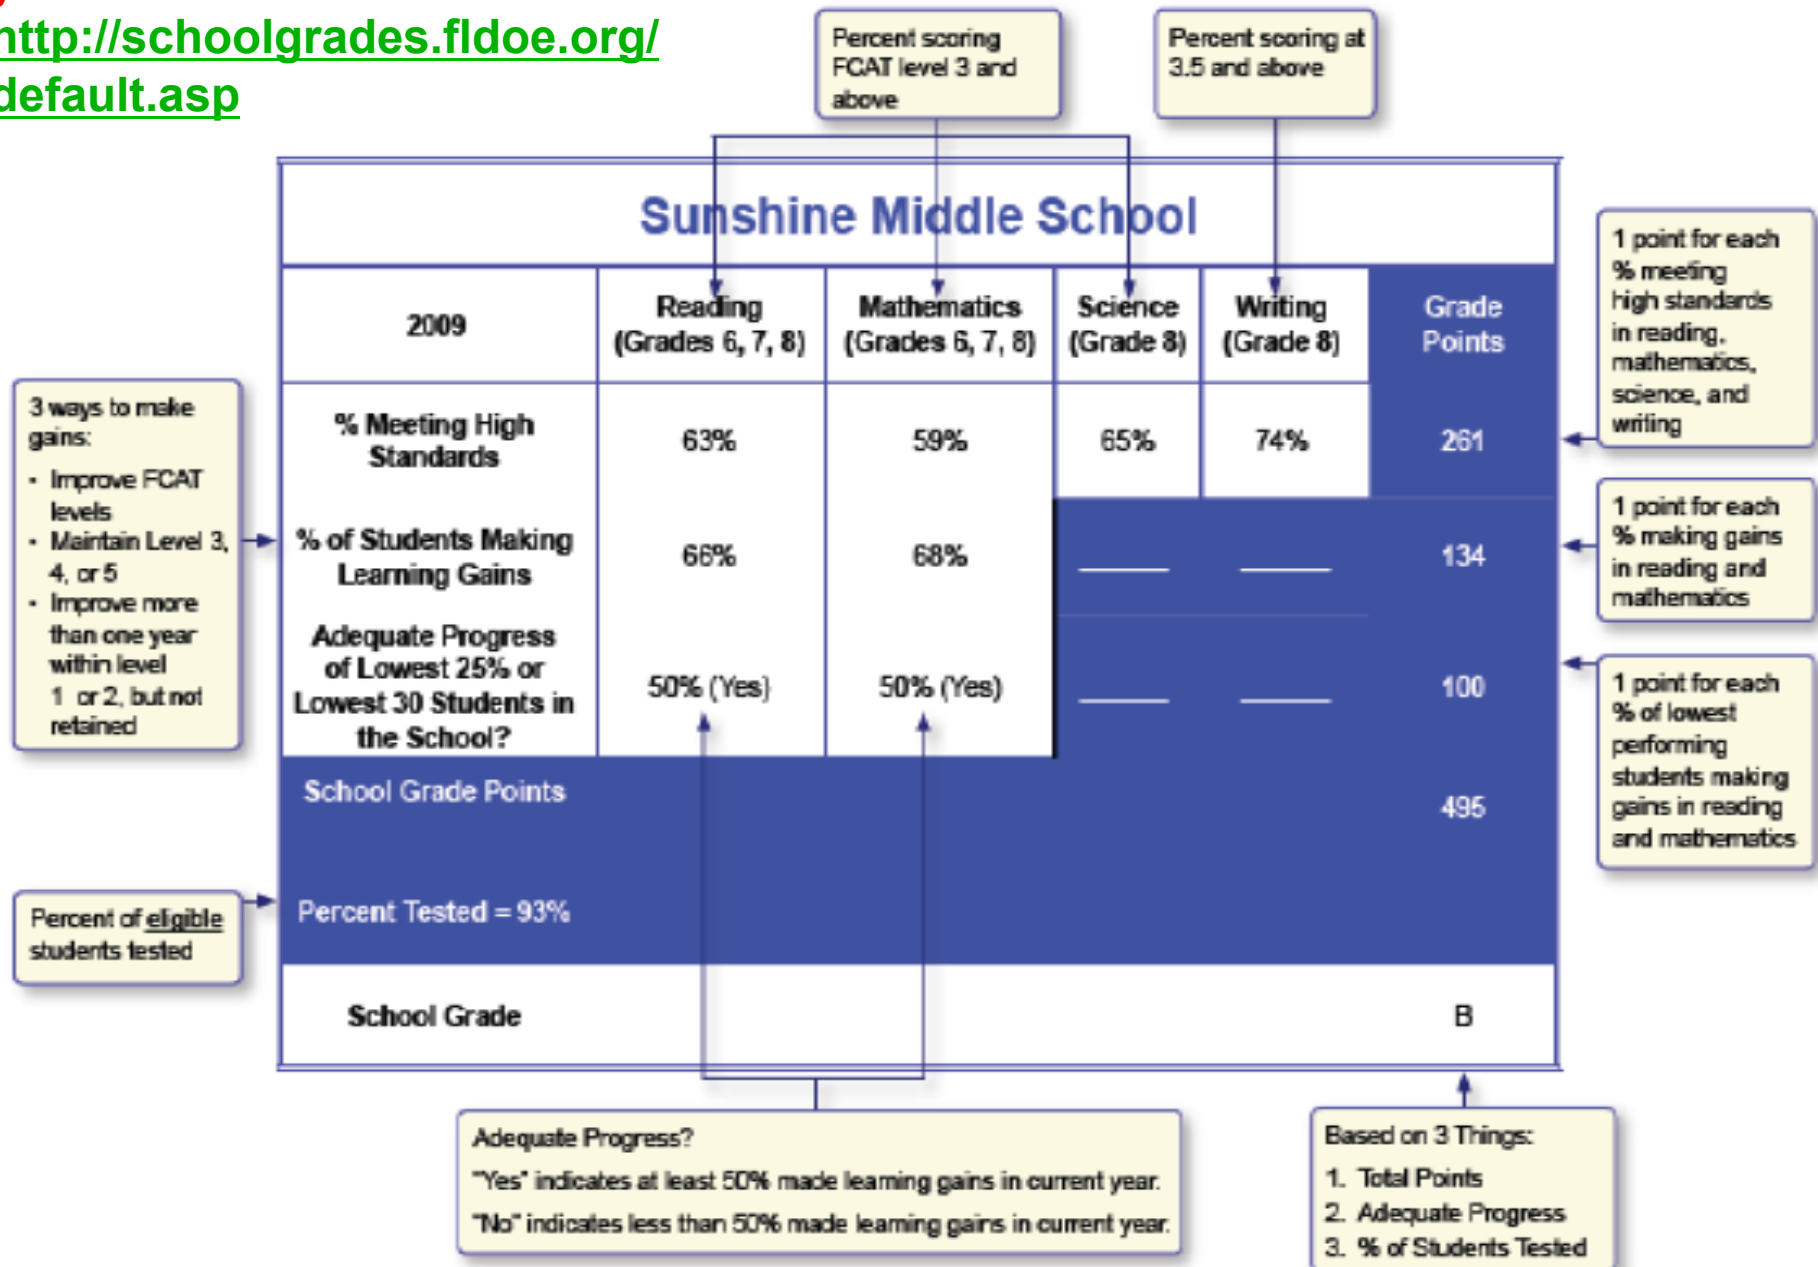 http://schoolgrades.fldoe.org/
default.asp
Percent scoring
FCAT level 3 and
above
Percent scoring at
3.5 and above
Sunshine Middle School
2009
Reading
(Grades 6, 7, 8)
Mathematics
(Grades 6, 7, 8)
Science
(Grade 8)
Writing
(Grade 8)
Grade
Points
% Meeting High
Standards
63%
59%
65%
74%
261
% of Students Making
Learning Gains
66%
68%
134
Adequate Progress
of Lowest 25% or
Lowest 30 Students in
the School?
50% (Yes)
50% (Yes)
100
School Grade Points
495
Percent Tested = 93%
School Grade
B
3 ways to make
gains:
• Improve FCAT
levels
• Maintain Level 3,
4, or 5
• Improve more
than one year
within level
1 or 2, but not
retained
Percent of eligible
students tested
1 point for each
% meeting
high standards
in reading,
mathematics,
science, and
writing
1 point for each
% making gains
in reading and
mathematics
1 point for each
% of lowest
performing
students making
gains in reading
and mathematics
Adequate Progress?
"Yes" indicates at least 50% made learning gains in current year.
"No" indicates less than 50% made learning gains in current year.
Based on 3 Things:
1. Total Points
2. Adequate Progress
3. % of Students Tested